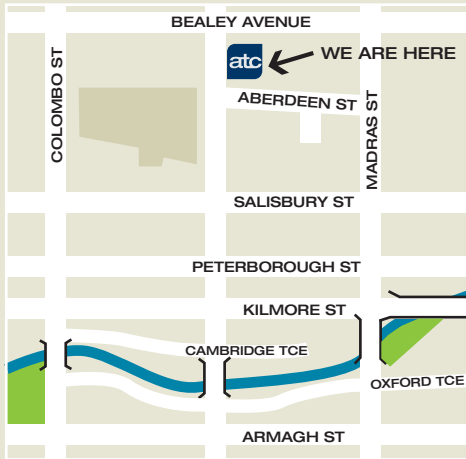 BEALEY AVENUE
atc
WE ARE HERE
ABERDEEN ST
COLOMBO ST
MADRAS ST
SALISBURY ST
PETERBOROUGH ST
KILMORE ST
CAMBRIDGE TCE
OXFORD TCE
ARMAGH ST